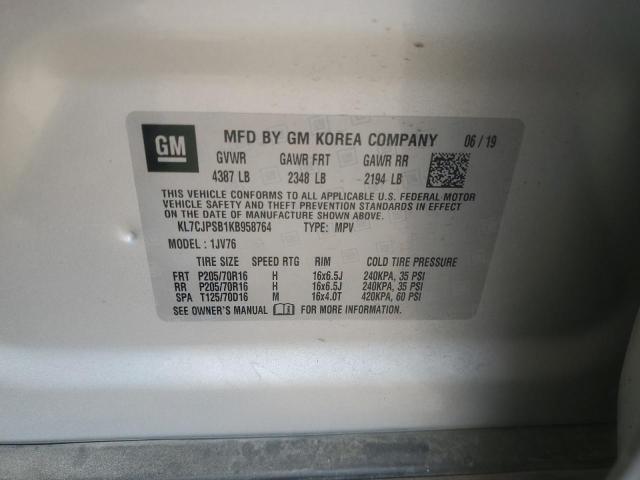 GM MFD BY GM KOREA COMPANY 06/19
GVWR GAWR FRT GAWR RR
4387 LB 2348 LB 2194 LB
THIS VEHICLE CONFORMS TO ALL APPLICABLE U.S. FEDERAL MOTOR
VEHICLE SAFETY AND THEFT PREVENTION STANDARDS IN EFFECT ON
THE DATE OF MANUFACTURE SHOWN ABOVE.
KL7CJPSB1KB958764 TYPE: MPV
MODEL : 1JV76
TIRE SIZE SPEED RTG RIM COLD TIRE PRESSURE
FRT P205/70R16 H 16x6.5J 240KPA, 35 PSI
RR P205/70R16 H 16x6.5J 240KPA, 35 PSI
SPA T125/70D16 M 16x4.0T 420KPA, 60 PSI
SEE OWNER'S MANUAL FOR MORE INFORMATION.